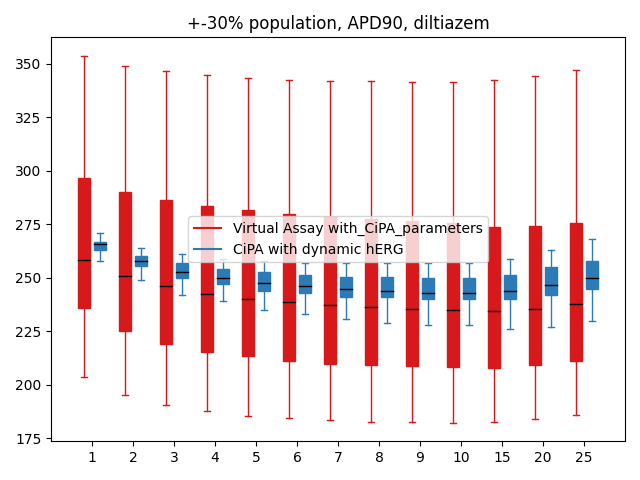 +-30% population, APD90, diltiazem
350
325
300
275
250
225
200
175
Virtual Assay with_CiPA_parameters
CiPA with dynamic hERG
1 2 3 4 5 6 7 8 9 10 15 20 25